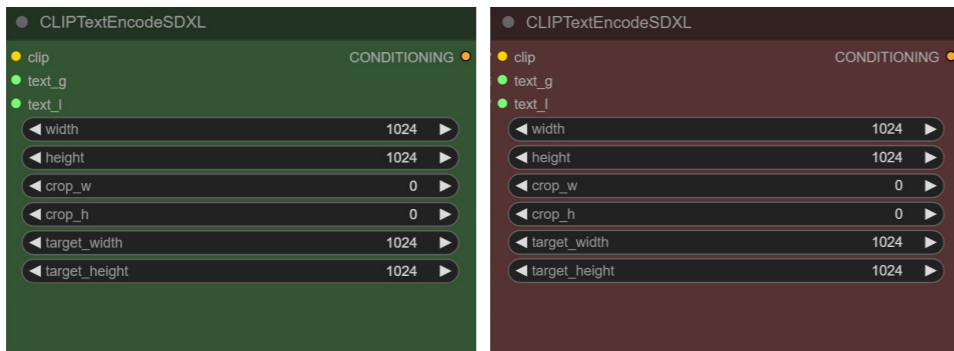 CLIPTextEncodeSDXL
clip CONDITIONING
text_g
text_l
width 1024
height 1024
crop_w 0
crop_h 0
target_width 1024
target_height 1024
CLIPTextEncodeSDXL
clip CONDITIONING
text_g
text_l
width 1024
height 1024
crop_w 0
crop_h 0
target_width 1024
target_height 1024